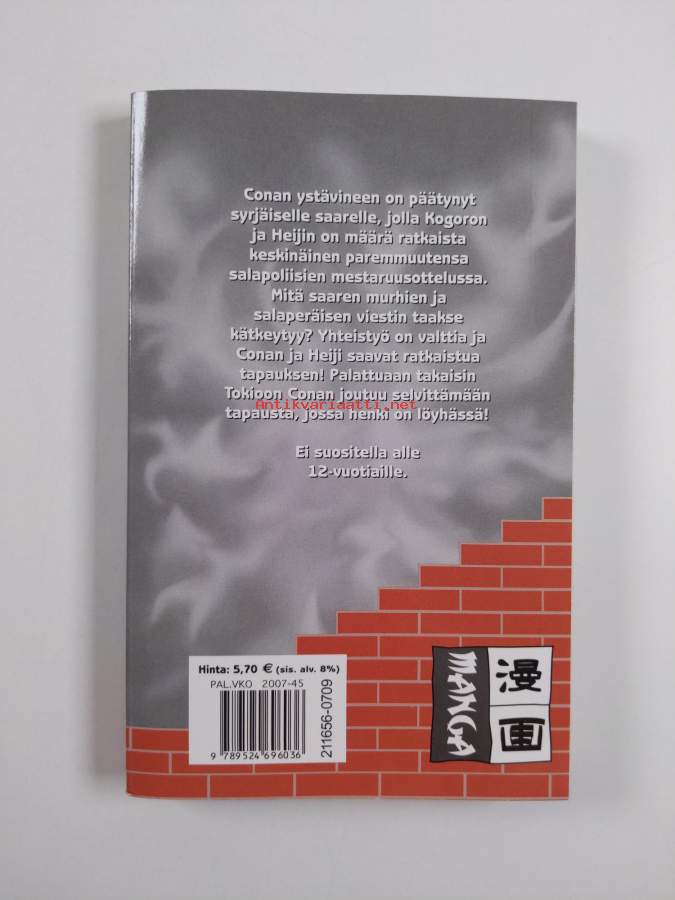 Conan ystävineen on päätynyt
syrjäiselle saarelle, jolla Kogoron
ja Heijin on määrä ratkaista
keskinäinen paremmuutensa
salapoliisien mestaruusottelussa.
Mitä saaren murhien ja
salaperäisen viestin taakse
kätkeytyy? Yhteistyö on valttia ja
Conan ja Heiji saavat ratkaistua
tapauksen! Palattuaan takaisin
Tokioon Conan joutuu selvittämään
Antikvariaatti.net
tapausta, jossa henki on löyhässä!
Ei suositella alle
12-vuotiaille.
Hinta: 5,70 € (sis. alv. 8%)
PAL.VKO 2007-45
211656-0709
9 789524 696036
漫画
MANGA